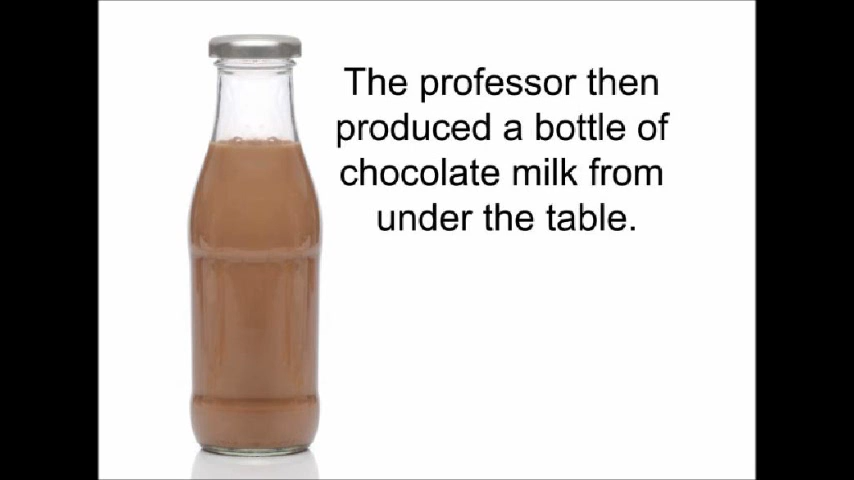 The professor then
produced a bottle of
chocolate milk from
under the table.